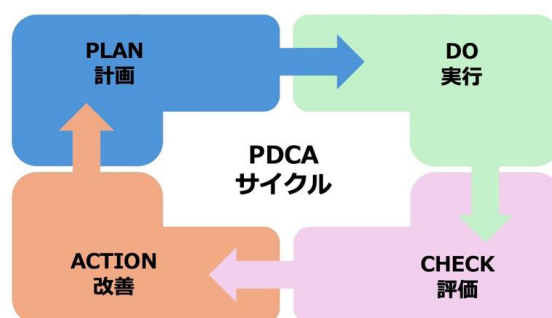 PLAN
計画
DO
実行
PDCA
サイクル
ACTION
改善
CHECK
評価